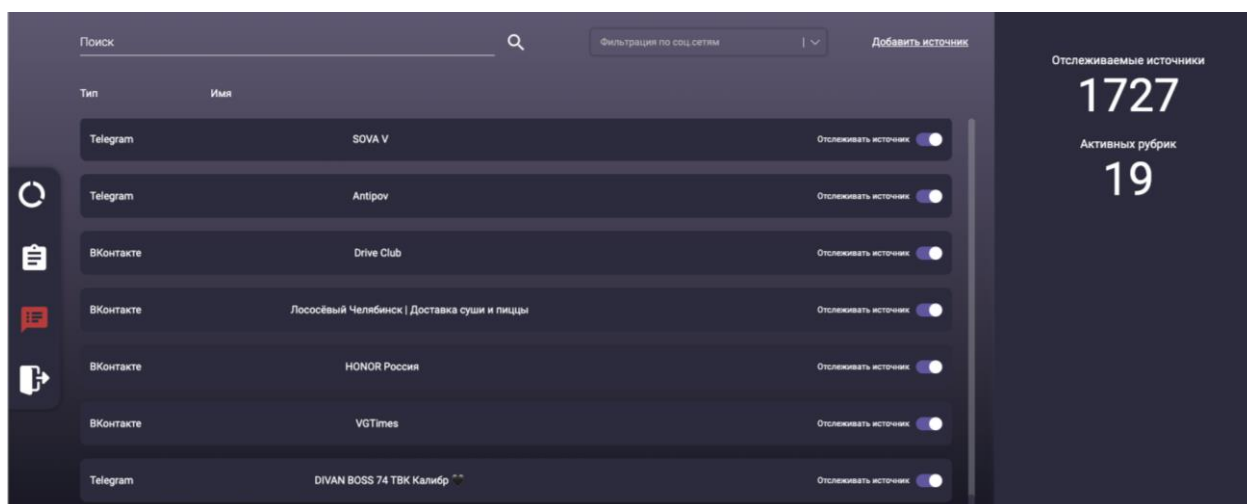 Поиск
Фильтрация по соц.сетям
Добавить источник
Тип Имя
Telegram SOVA V Отслеживать источник
Telegram Antipov Отслеживать источник
ВКонтакте Drive Club Отслеживать источник
ВКонтакте Лососёвый Челябинск | Доставка суши и пиццы Отслеживать источник
ВКонтакте HONOR Россия Отслеживать источник
ВКонтакте VGTimes Отслеживать источник
Telegram DIVAN BOSS 74 ТВК Калибр 🖤 Отслеживать источник
Отслеживаемые источники
1727
Активных рубрик
19